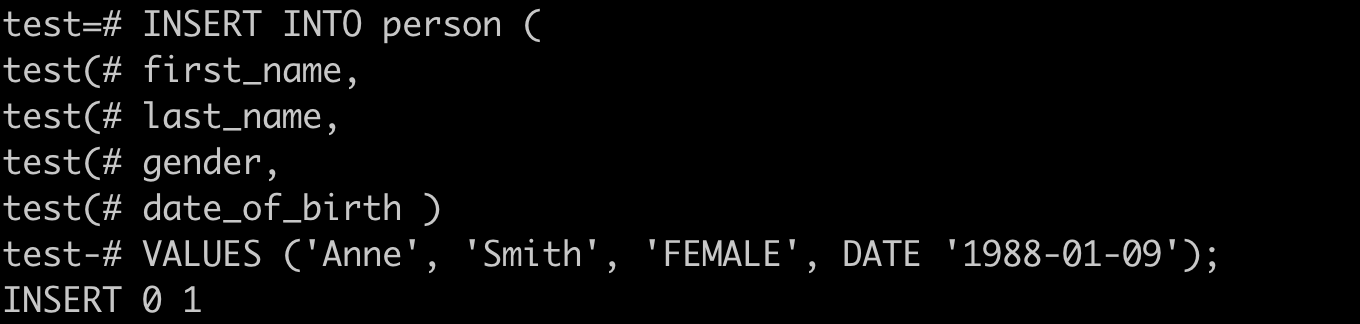 test=# INSERT INTO person (
test(# first_name,
test(# last_name,
test(# gender,
test(# date_of_birth )
test-# VALUES ('Anne', 'Smith', 'FEMALE', DATE '1988-01-09');
INSERT 0 1